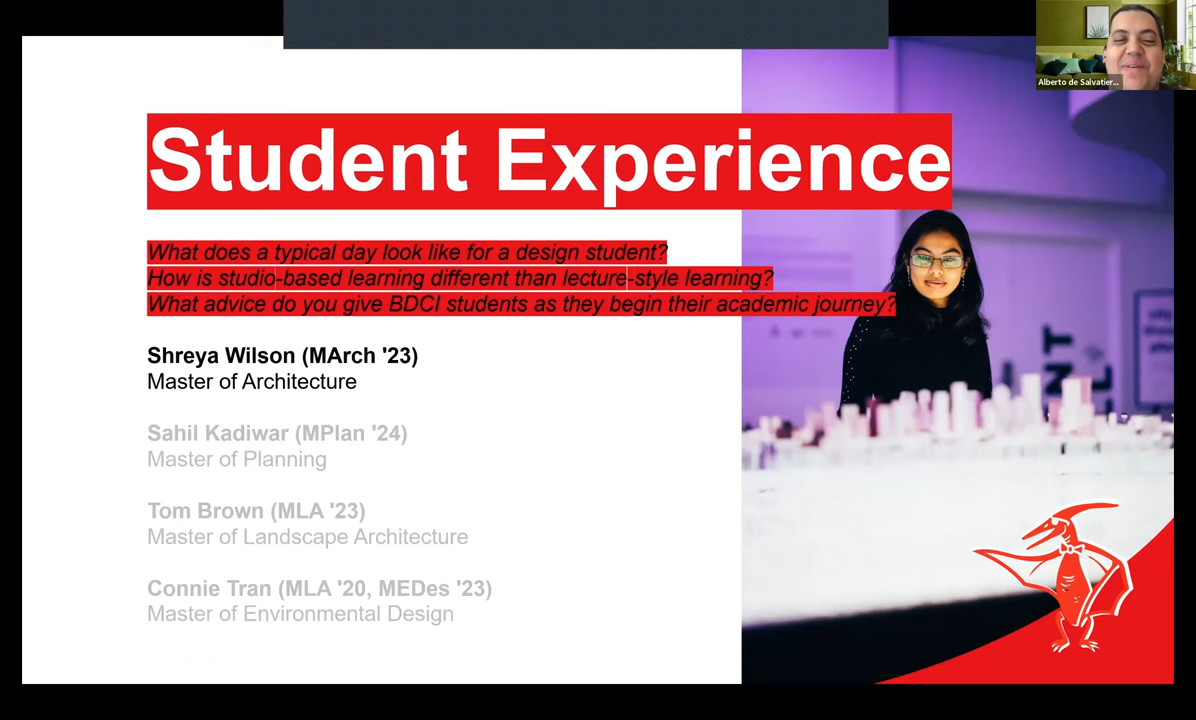 Alberto de Salvatier...
Student Experience
What does a typical day look like for a design student?
How is studio-based learning different than lecture-style learning?
What advice do you give BDCI students as they begin their academic journey?
Shreya Wilson (MArch '23)
Master of Architecture
Sahil Kadiwar (MPlan '24)
Master of Planning
Tom Brown (MLA '23)
Master of Landscape Architecture
Connie Tran (MLA '20, MEDes '23)
Master of Environmental Design